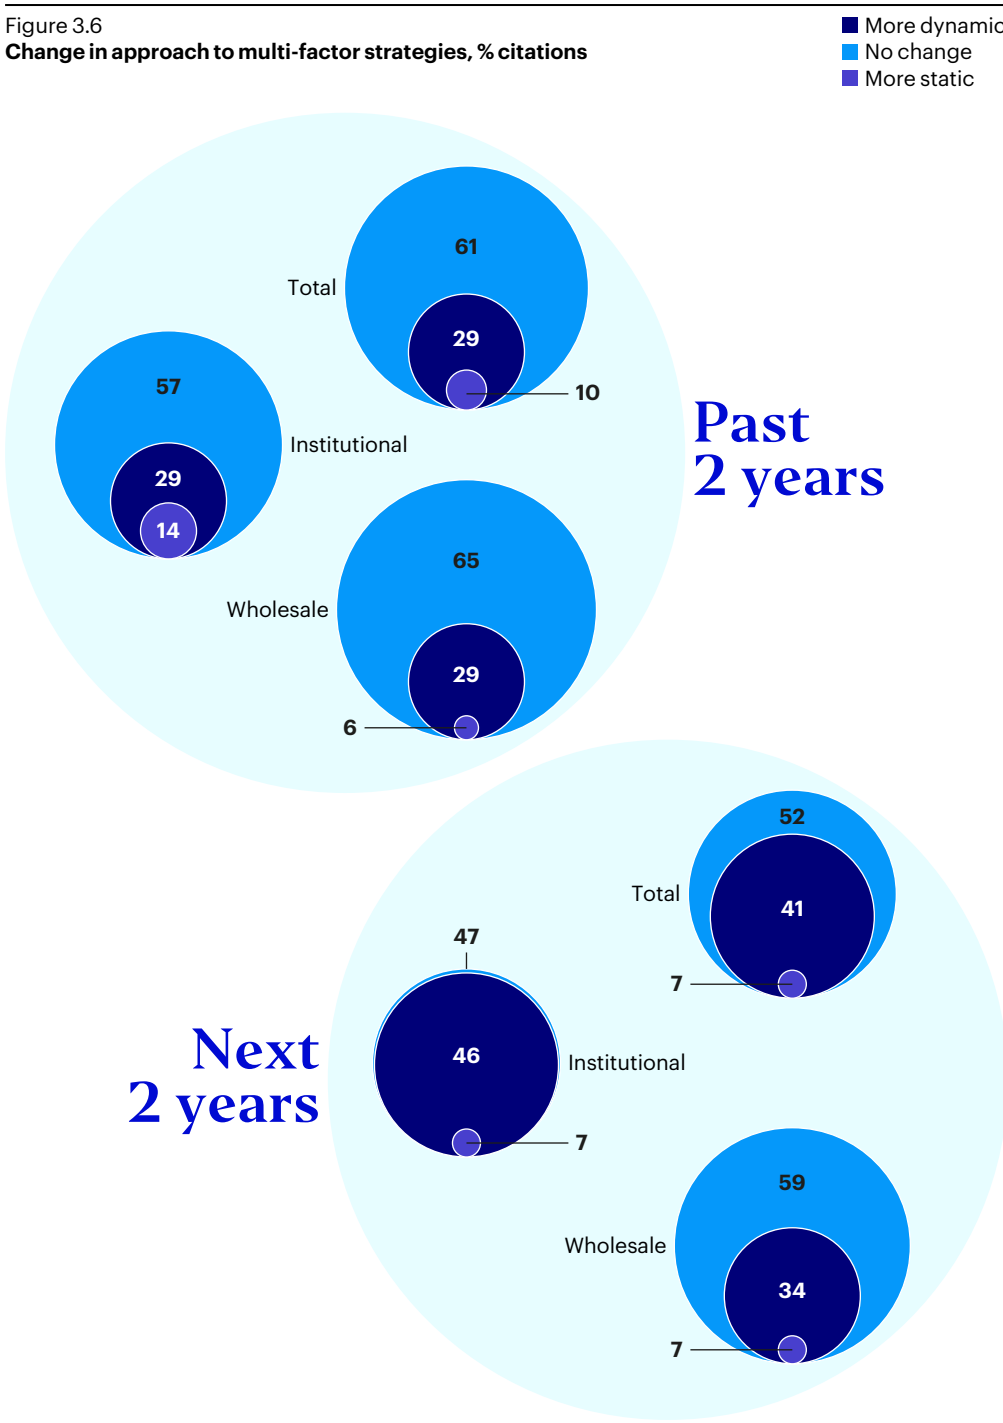 Figure 3.6
Change in approach to multi-factor strategies, % citations
More dynamic
No change
More static
61
Total
29
10
57
Institutional
29
14
Past
2 years
65
Wholesale
29
6
52
Total
41
7
47
46
Institutional
7
Next
2 years
59
Wholesale
34
7